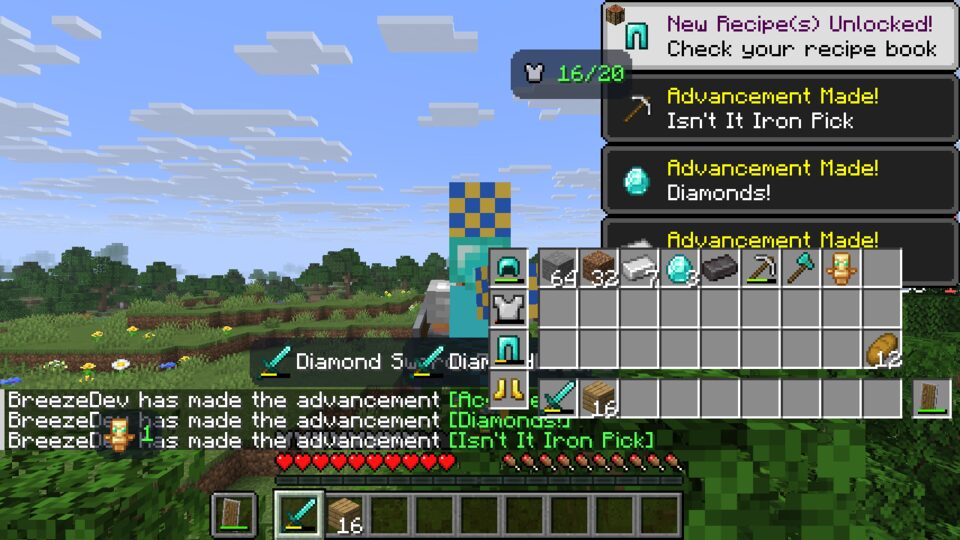 New Recipe(s) Unlocked!
Check your recipe book
16/20
Advancement Made!
Isn't It Iron Pick
Advancement Made!
Diamonds!
Advancement Made!
64
32
7
3
12
Diamond
BreezeDev has made the advancement
BreezeDev has made the advancement [Diamonds!]
BreezeDev has made the advancement [Isn't It Iron Pick]
1
16
16